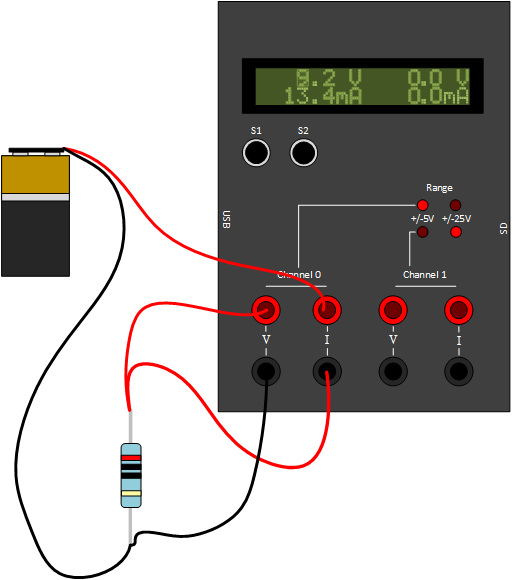 9.2 V 0.0 V
13.4mA 0.0mA
S1 S2
Range
+/-5V +/-25V
USB
SD
Channel 0 Channel 1
V I V I